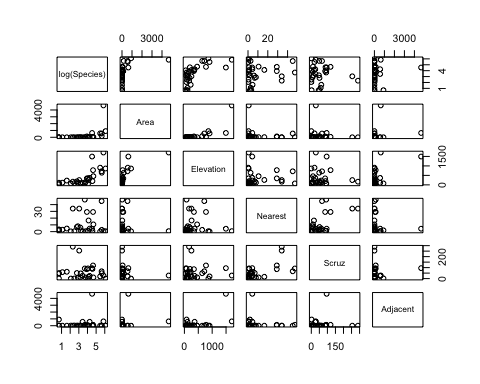 0 3000 0 20 0 3000
log(Species) 1 4
0 4000 Area
Elevation 0 1500
0 30 Nearest
Scruz 0 200
0 4000 Adjacent
1 3 5 0 1000 0 150